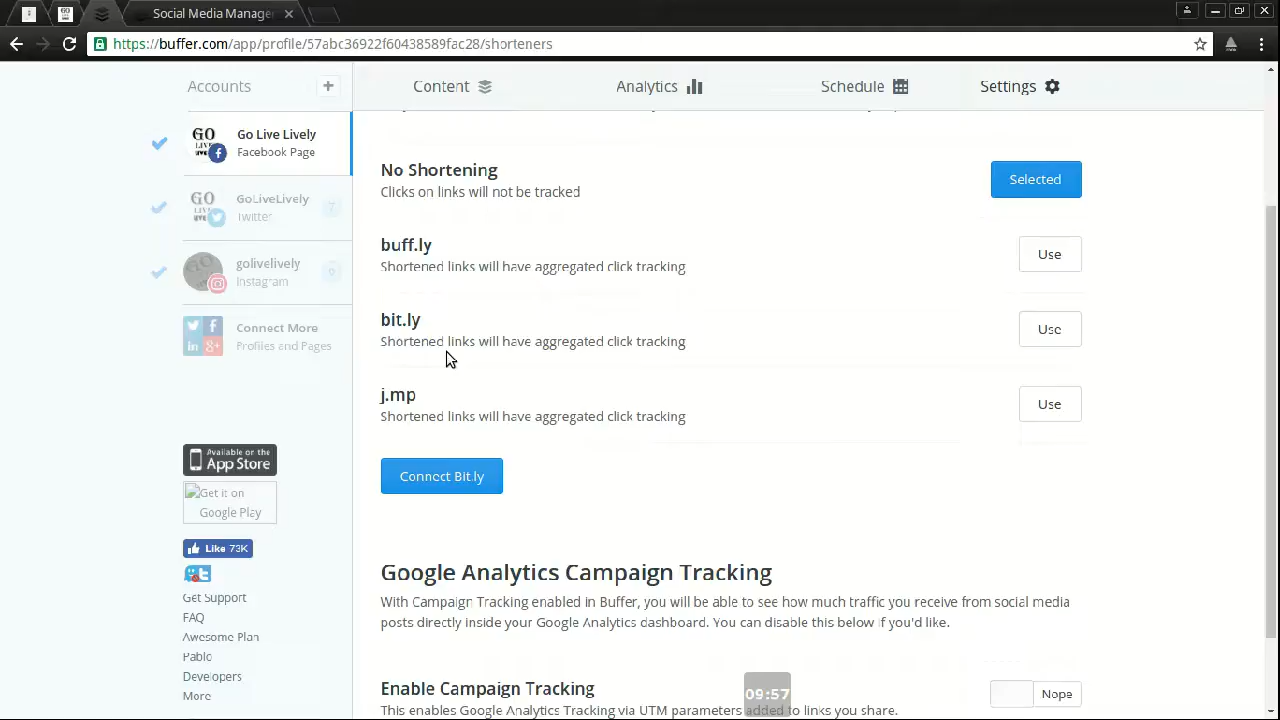 Social Media Manage
https://buffer.com/app/profile/57abc36922f60438589fac28/shorteners
Accounts
Content
Analytics
Schedule
Settings
GO
LIVE
Go Live Lively
Facebook Page
GO
GoLiveLively
Twitter
7
golivelively
Instagram
0
Connect More
Profiles and Pages
Available on the
App Store
Get it on
Google Play
Like 73K
Get Support
FAQ
Awesome Plan
Pablo
Developers
More
No Shortening
Clicks on links will not be tracked
Selected
buff.ly
Shortened links will have aggregated click tracking
Use
bit.ly
Shortened links will have aggregated click tracking
Use
j.mp
Shortened links will have aggregated click tracking
Use
Connect Bit.ly
Google Analytics Campaign Tracking
With Campaign Tracking enabled in Buffer, you will be able to see how much traffic you receive from social media
posts directly inside your Google Analytics dashboard. You can disable this below if you'd like.
Enable Campaign Tracking
This enables Google Analytics Tracking via UTM parameters added to links you share.
Nope
09:57